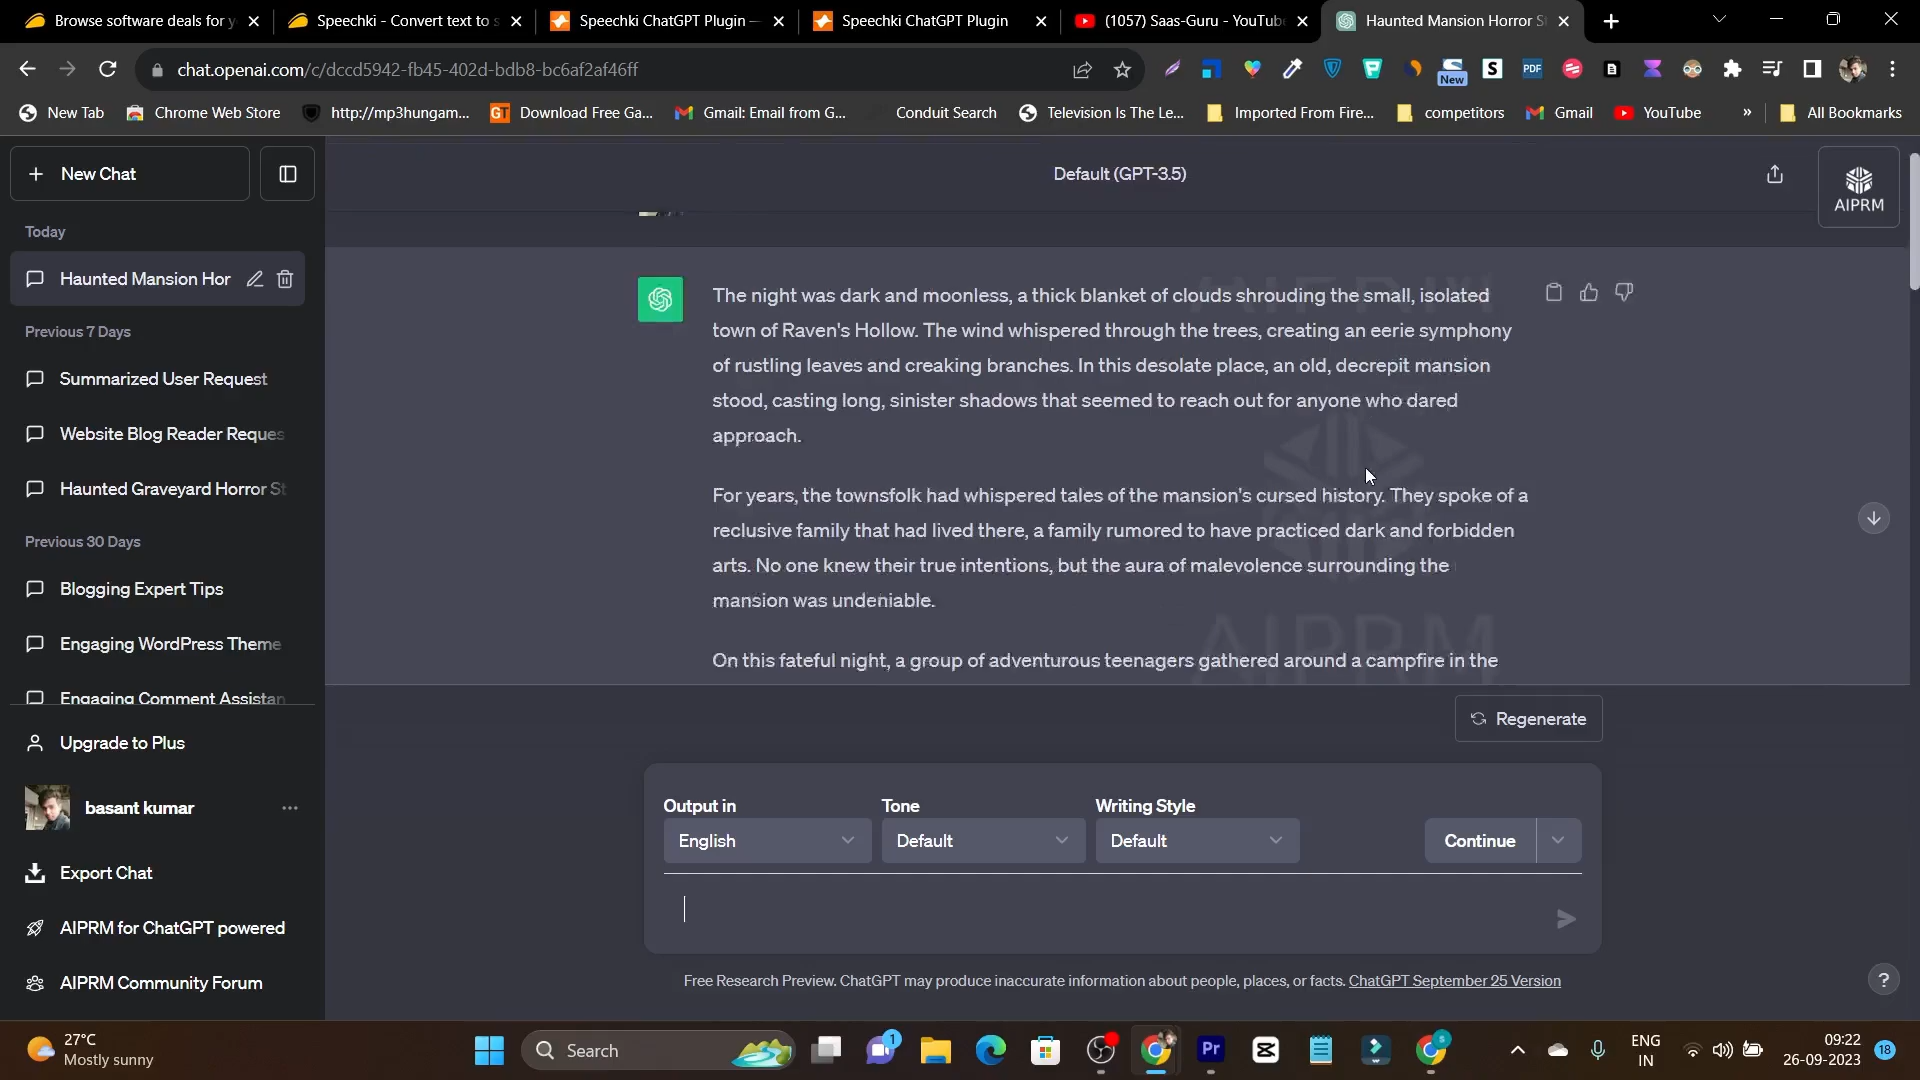 Browse software deals for y
Speechki - Convert text to s
Speechki ChatGPT Plugin —
Speechki ChatGPT Plugin
(1057) Saas-Guru - YouTube
Haunted Mansion Horror S
chat.openai.com/c/dccd5942-fb45-402d-bdb8-bc6af2af46ff
New
S
PDF
New Tab
Chrome Web Store
http://mp3hungam...
GT
Download Free Ga...
Gmail: Email from G...
Conduit Search
Television Is The Le...
Imported From Fire...
competitors
Gmail
YouTube
»
All Bookmarks
New Chat
Default (GPT-3.5)
AIPRM
Today
Haunted Mansion Hor
Previous 7 Days
Summarized User Request
Website Blog Reader Reques
Haunted Graveyard Horror St
Previous 30 Days
Blogging Expert Tips
Engaging WordPress Theme
Engaging Comment Assistan
Upgrade to Plus
basant kumar
Export Chat
AIPRM for ChatGPT powered
AIPRM Community Forum
The night was dark and moonless, a thick blanket of clouds shrouding the small, isolated
town of Raven's Hollow. The wind whispered through the trees, creating an eerie symphony
of rustling leaves and creaking branches. In this desolate place, an old, decrepit mansion
stood, casting long, sinister shadows that seemed to reach out for anyone who dared
approach.
For years, the townsfolk had whispered tales of the mansion's cursed history. They spoke of a
reclusive family that had lived there, a family rumored to have practiced dark and forbidden
arts. No one knew their true intentions, but the aura of malevolence surrounding the
mansion was undeniable.
On this fateful night, a group of adventurous teenagers gathered around a campfire in the
AIPRM
Regenerate
Output in
Tone
Writing Style
English
Default
Default
Continue
Free Research Preview. ChatGPT may produce inaccurate information about people, places, or facts. ChatGPT September 25 Version
?
27°C
Mostly sunny
Search
1
Pr
ENG
IN
09:22
26-09-2023
18